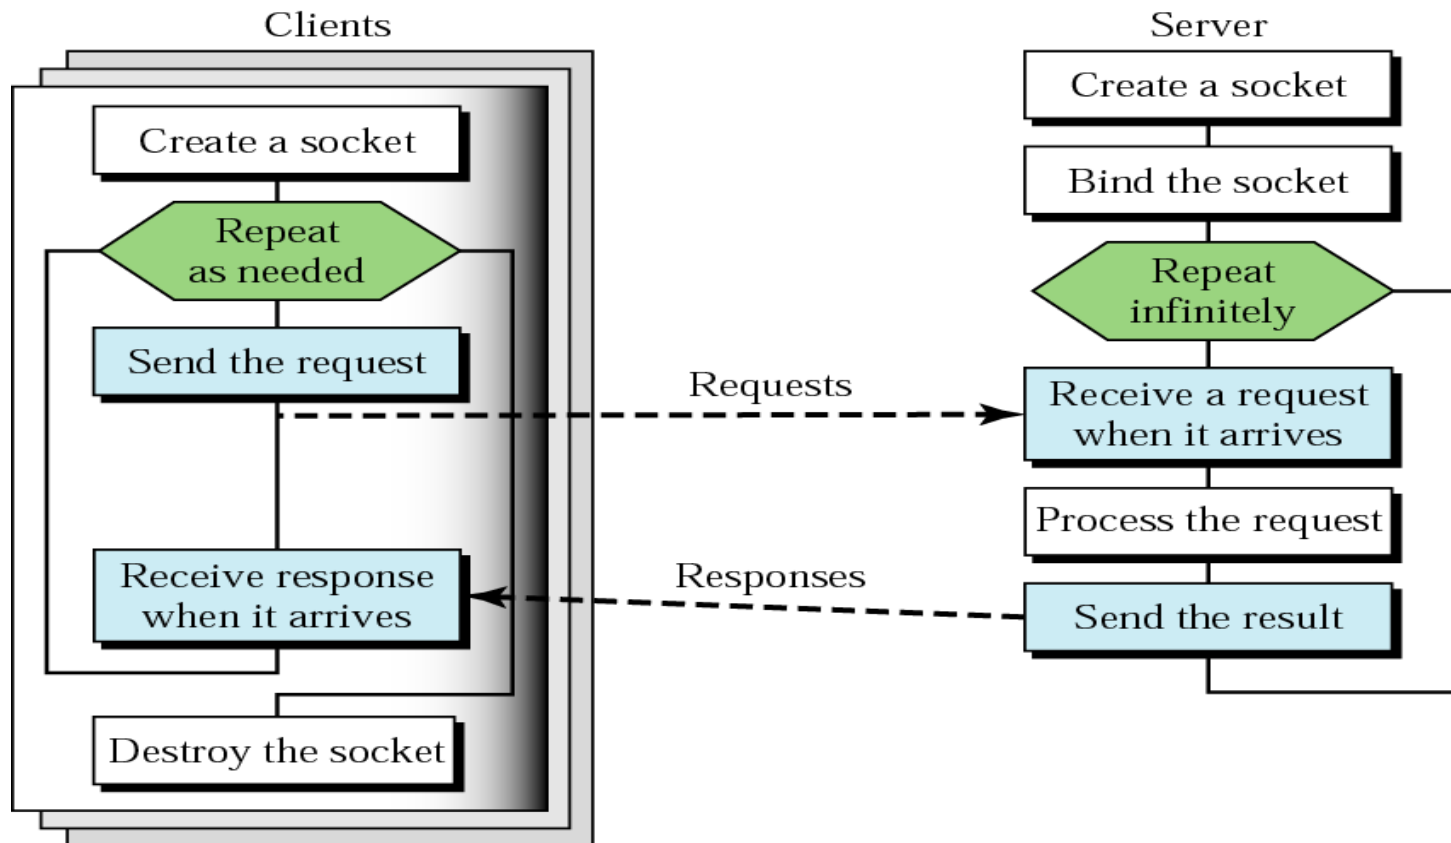 Clients
Create a socket
Repeat
as needed
Send the request
Receive response
when it arrives
Destroy the socket
Requests
Responses
Server
Create a socket
Bind the socket
Repeat
infinitely
Receive a request
when it arrives
Process the request
Send the result